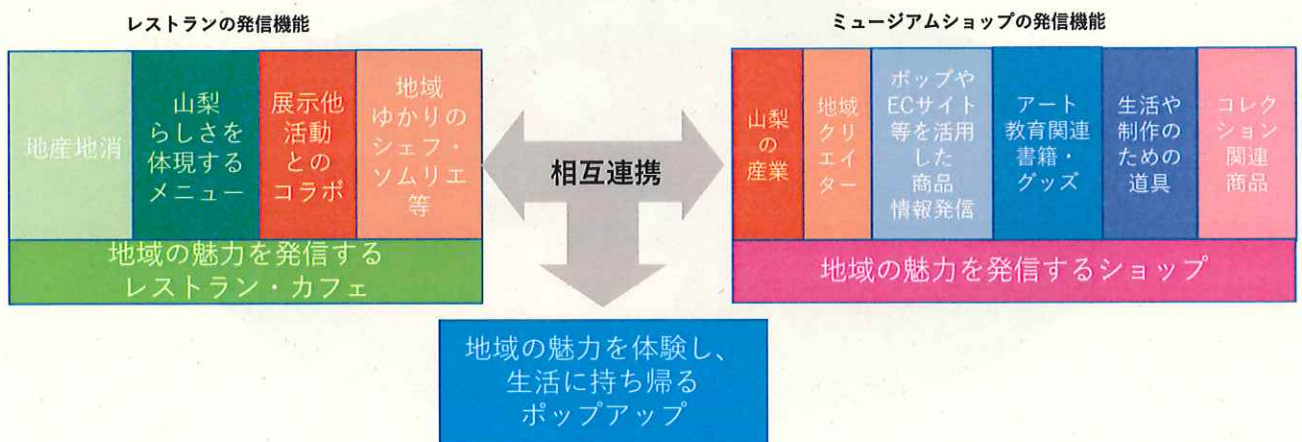 レストランの発信機能
地産地消
山梨
らしさを
体現する
メニュー
展示他
活動
との
コラボ
地域
ゆかりの
シェフ・
ソムリエ
等
地域の魅力を発信する
レストラン・カフェ
相互連携
ミュージアムショップの発信機能
山梨
の
産業
地域
クリ
エイ
ター
ポップや
ECサイト
等を活用
した
商品
情報発信
アート
教育関連
書籍・
グッズ
生活や
制作の
ための
道具
コレク
ション
関連
商品
地域の魅力を発信するショップ
地域の魅力を体験し、
生活に持ち帰る
ポップアップ